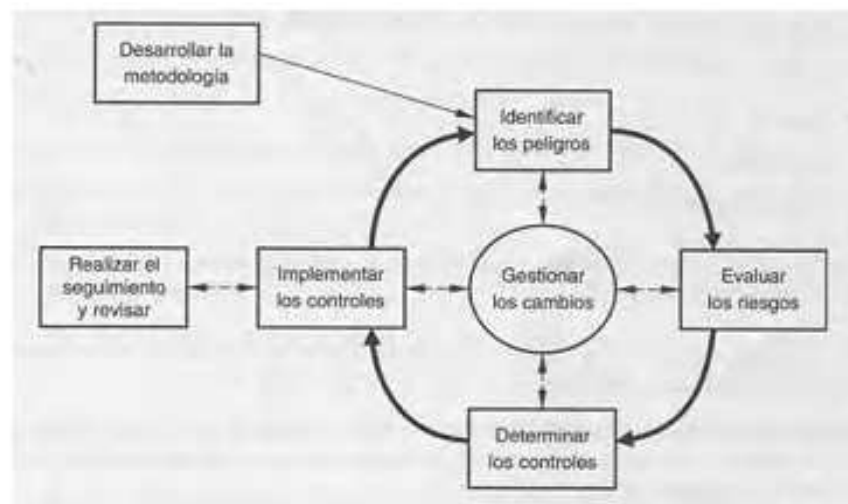 Desarrollar la
metodología
Identificar
los peligros
Realizar el
seguimiento
y revisar
Implementar
los controles
Gestionar
los cambios
Evaluar
los riesgos
Determinar
los controles